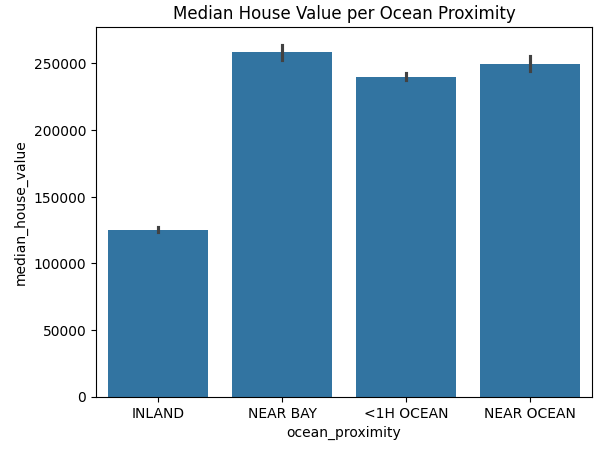 Median House Value per Ocean Proximity
median_house_value
250000
200000
150000
100000
50000
0
INLAND
NEAR BAY
<1H OCEAN
NEAR OCEAN
ocean_proximity